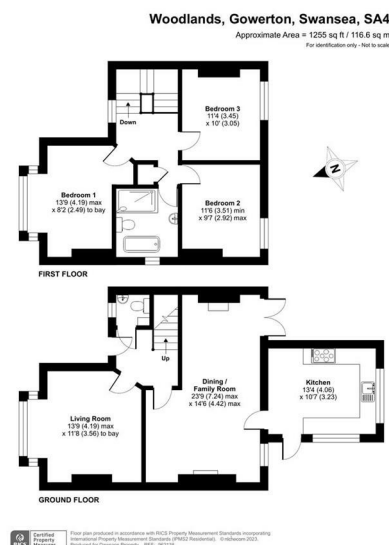 Woodlands, Gowerton, Swansea, SA4
Approximate Area = 1255 sq ft / 116.6 sq m
For identification only - Not to scale
Bedroom 3
11'4 (3.45)
x 10' (3.05)
Down
Bedroom 1
13'9 (4.19) max
x 8'2 (2.49) to bay
Bedroom 2
11'6 (3.51) min
x 9'7 (2.92) max
N
FIRST FLOOR
Up
Dining /
Family Room
23'9 (7.24) max
x 14'6 (4.42) max
Kitchen
13'4 (4.06)
x 10'7 (3.23)
Living Room
13'9 (4.19) max
x 11'8 (3.56) to bay
GROUND FLOOR
RICS
Certified
Property
Measurer
Floor plan produced in accordance with RICS Property Measurement Standards incorporating
International Property Measurement Standards (IPMS2 Residential). ©nichecom 2023.